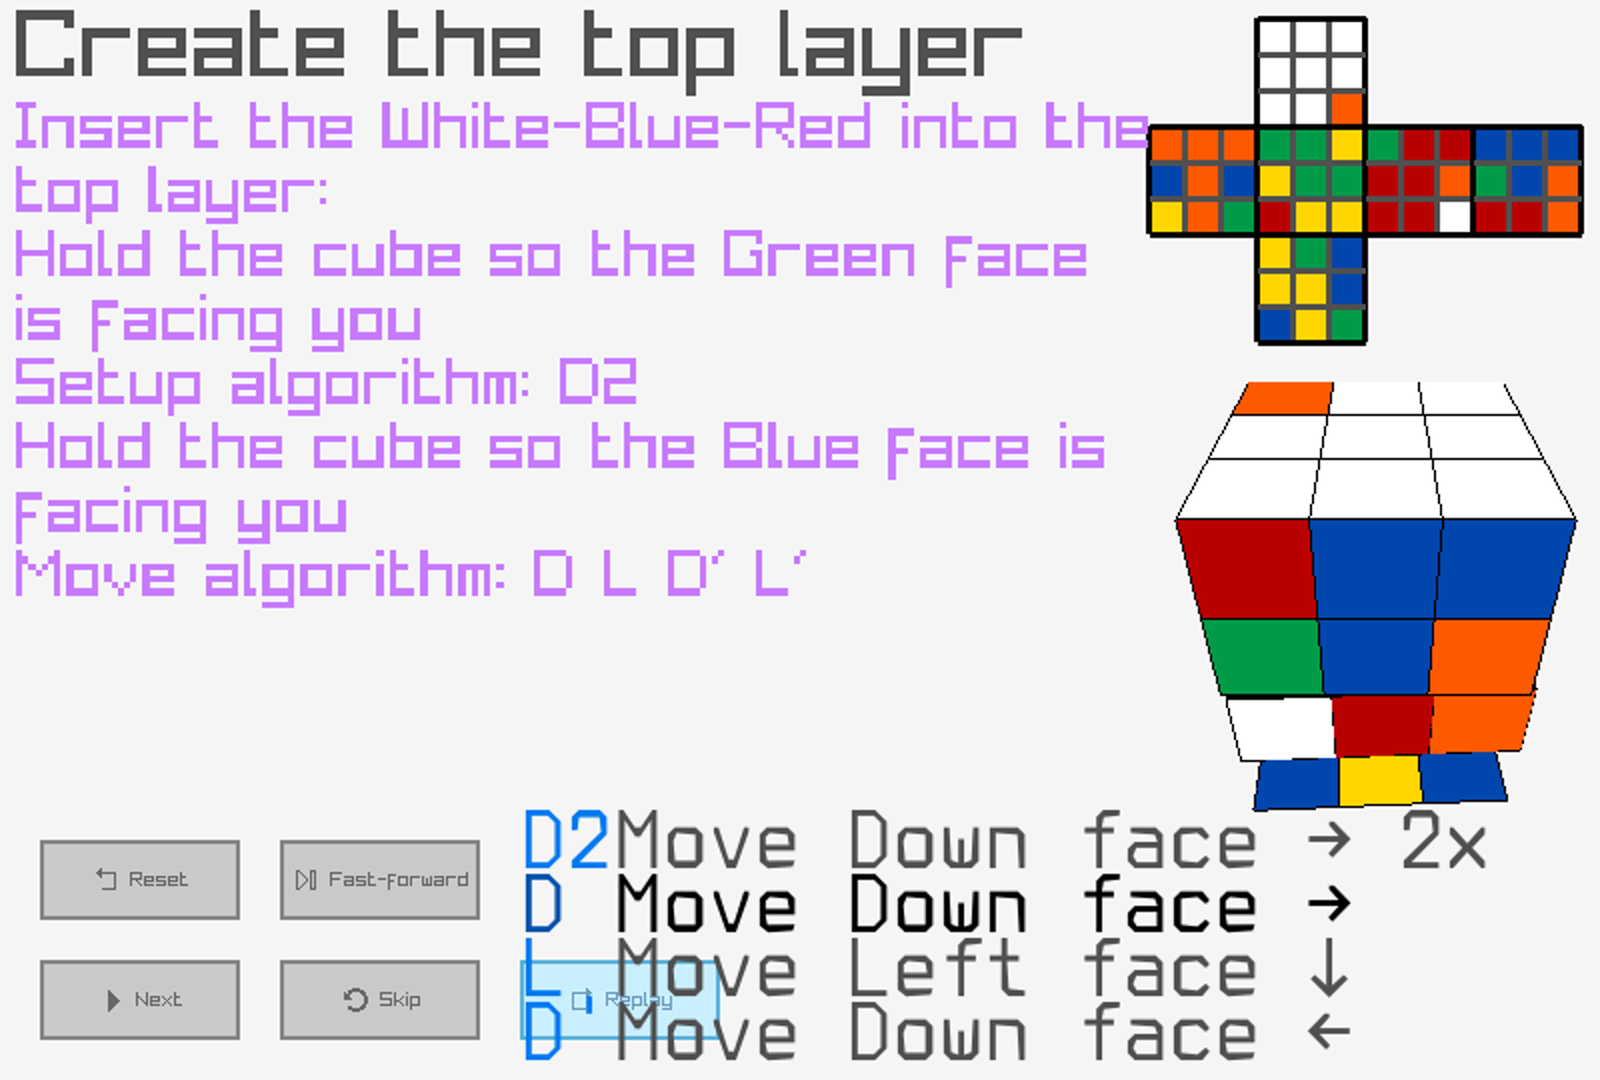 Create the top layer
Insert the White-Blue-Red into the
top layer:
Hold the cube so the Green face
is facing you
Setup algorithm: D2
Hold the cube so the Blue face is
facing you
Move algorithm: D L D' L'
D2 Move Down face → 2x
D Move Down face →
L Move Left face ↓
D Move Down face ←
Reset
Fast-forward
Next
Skip
Replay